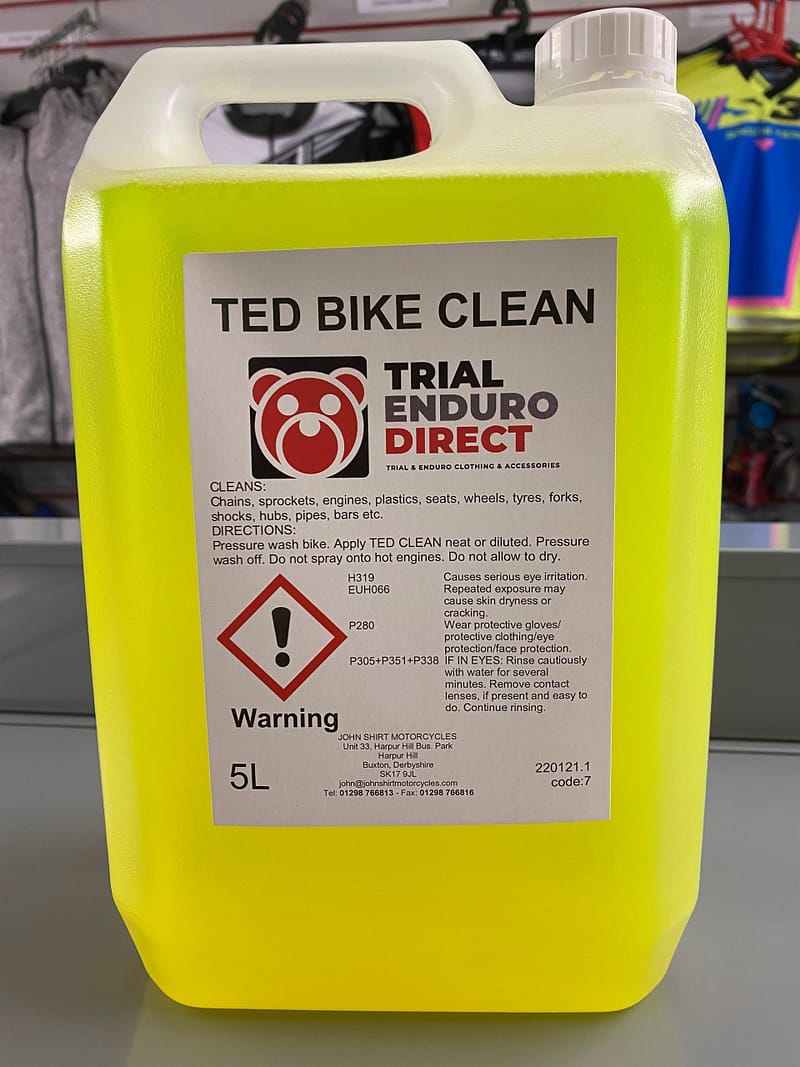 TED BIKE CLEAN
TRIAL
ENDURO
DIRECT
TRIAL & ENDURO CLOTHING & ACCESSORIES
CLEANS:
Chains, sprockets, engines, plastics, seats, wheels, tyres, forks,
shocks, hubs, pipes, bars etc.
DIRECTIONS:
Pressure wash bike. Apply TED CLEAN neat or diluted. Pressure
wash off. Do not spray onto hot engines. Do not allow to dry.
H319 Causes serious eye irritation.
EUH066 Repeated exposure may
cause skin dryness or
cracking.
P280 Wear protective gloves/
protective clothing/eye
protection/face protection.
P305+P351+P338 IF IN EYES: Rinse cautiously
with water for several
minutes. Remove contact
lenses, if present and easy to
do. Continue rinsing.
Warning
JOHN SHIRT MOTORCYCLES
Unit 33, Harpur Hill Bus. Park
Harpur Hill
Buxton, Derbyshire
SK17 9JL
john@johnshirtmotorcycles.com
Tel: 01298 766813 - Fax: 01298 766816
5L
220121.1
code:7